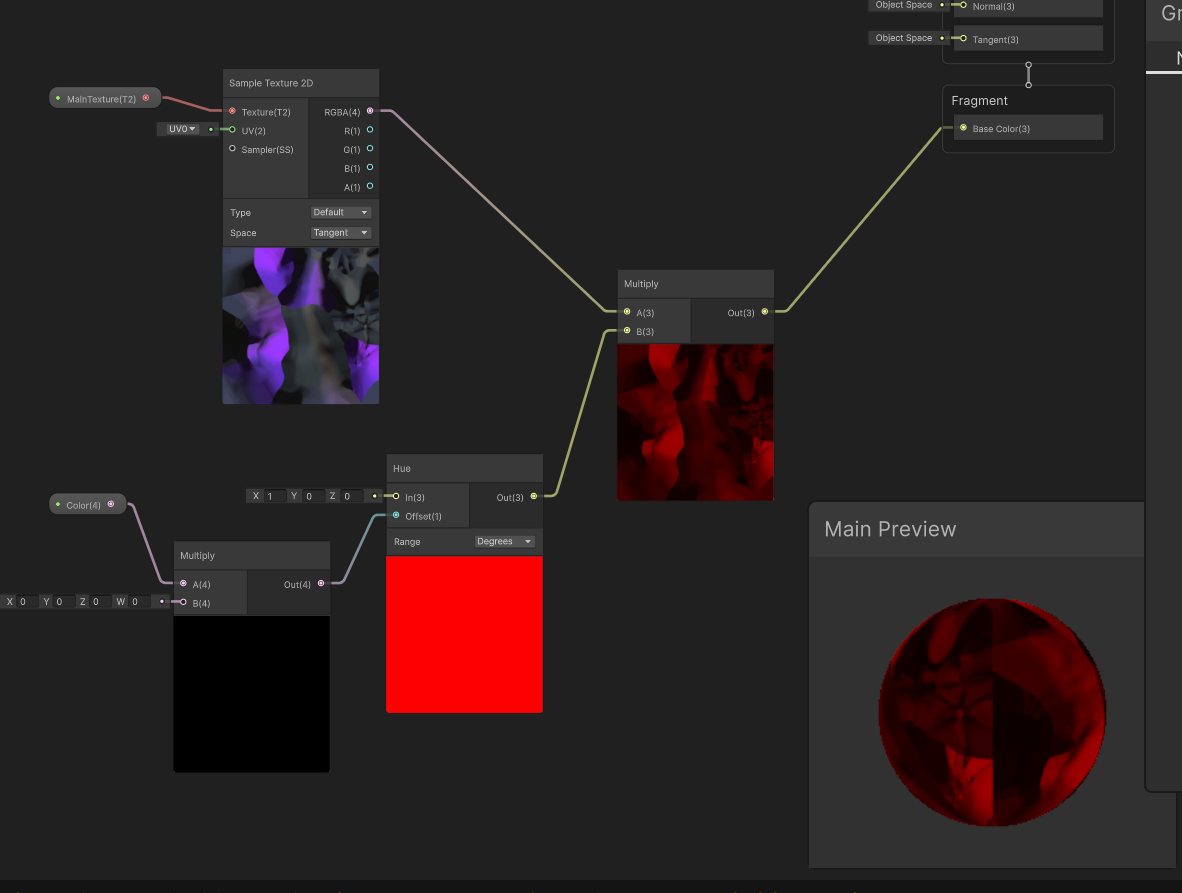 Object Space
Normal(3)
Object Space
Tangent(3)
Fragment
Base Color(3)
MainTexture(T2)
Sample Texture 2D
Texture(T2)
RGBA(4)
UV0
UV(2)
R(1)
Sampler(SS)
G(1)
B(1)
A(1)
Type
Default
Space
Tangent
Multiply
A(3)
Out(3)
B(3)
Color(4)
Multiply
A(4)
Out(4)
X 0 Y 0 Z 0 W 0
B(4)
Hue
X 1 Y 0 Z 0
In(3)
Out(3)
Offset(1)
Range
Degrees
Main Preview